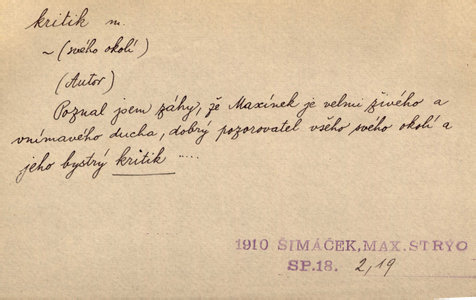 kritik m.
~ (svého okolí)
(Autor)
Poznal jsem záhy, že Maxínek je velmi živého a
vnímavého ducha, dobrý pozorovatel všeho svého okolí a
jeho bystrý kritik ....
1910 ŠIMÁČEK, MAX. STRÝC
SP.18. 2,19